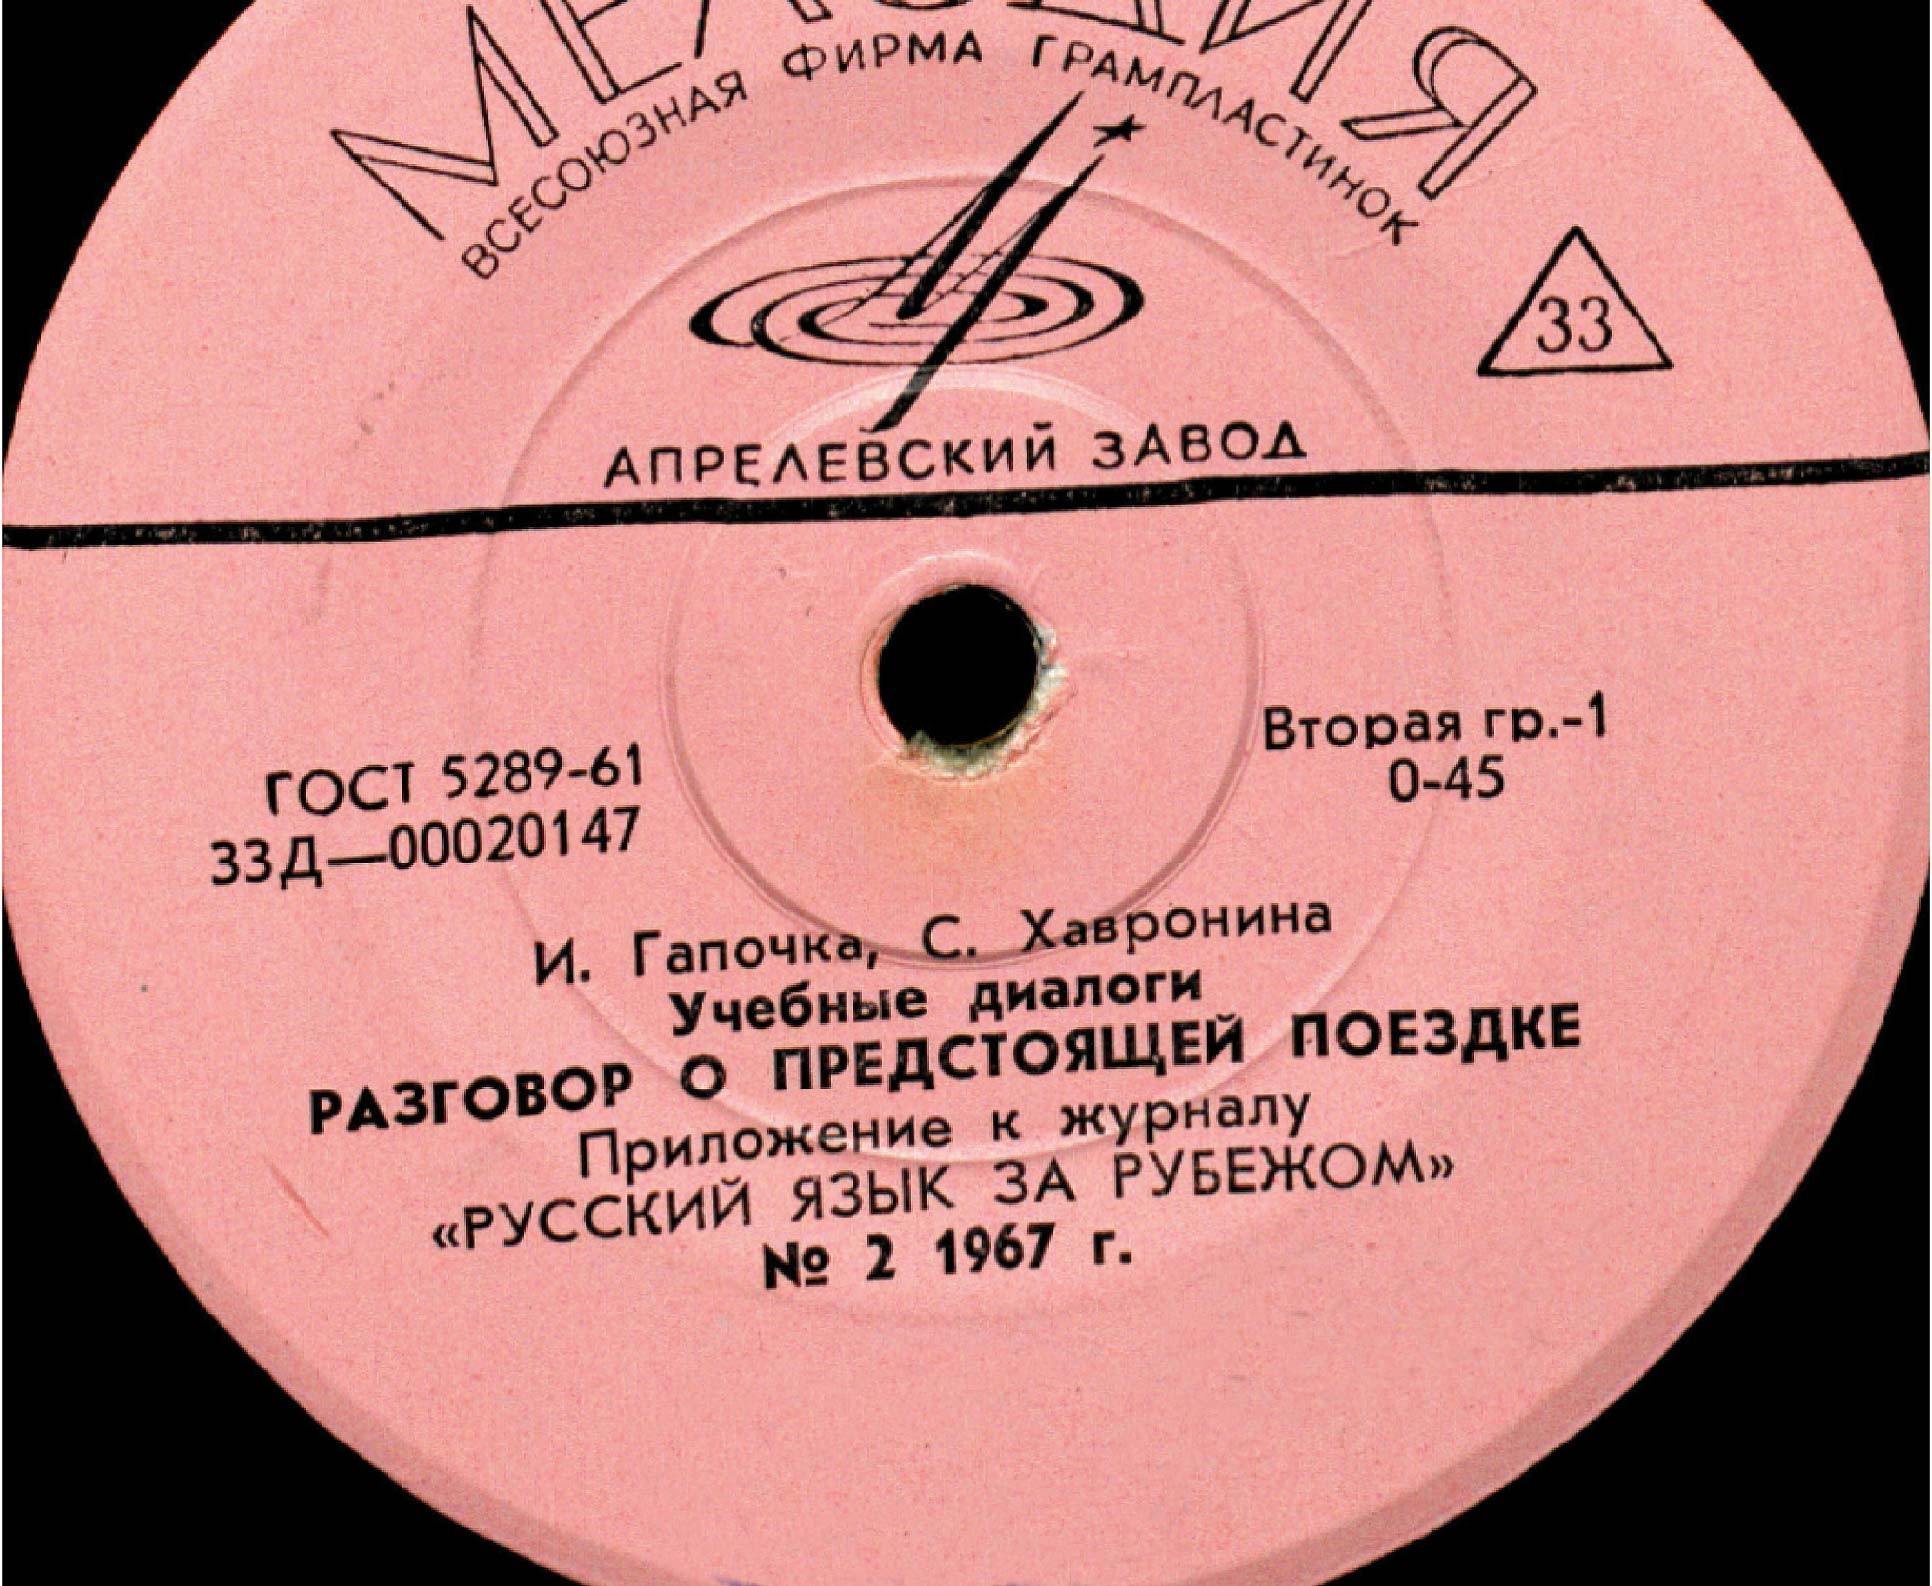 МЕЛОДИЯ
ВСЕСОЮЗНАЯ ФИРМА ГРАМПЛАСТИНОК
33
АПРЕЛЕВСКИЙ ЗАВОД
ГОСТ 5289-61
33Д—00020147
Вторая гр.-1
0-45
И. Гапочка, С. Хавронина
Учебные диалоги
РАЗГОВОР О ПРЕДСТОЯЩЕЙ ПОЕЗДКЕ
Приложение к журналу
«РУССКИЙ ЯЗЫК ЗА РУБЕЖОМ»
№ 2 1967 г.